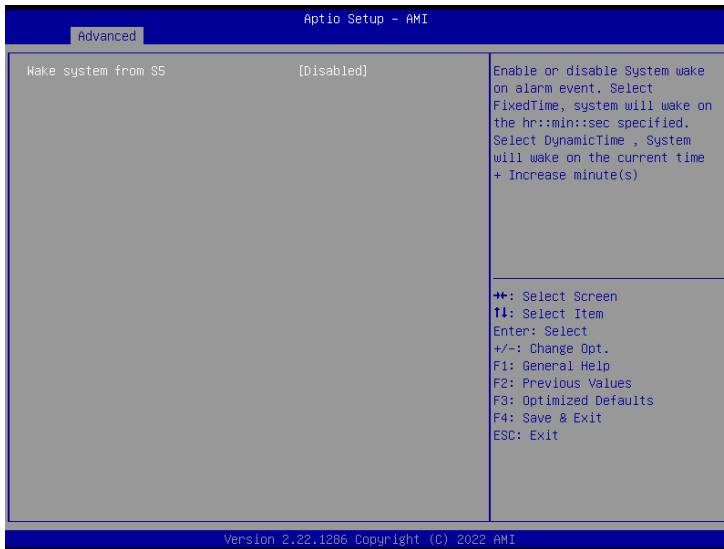 Aptio Setup - AMI
Advanced
Wake system from S5 [Disabled]
Enable or disable System wake
on alarm event. Select
FixedTime, system will wake on
the hr::min::sec specified.
Select DynamicTime , System
will wake on the current time
+ Increase minute(s)
→←: Select Screen
↑↓: Select Item
Enter: Select
+/-: Change Opt.
F1: General Help
F2: Previous Values
F3: Optimized Defaults
F4: Save & Exit
ESC: Exit
Version 2.22.1286 Copyright (C) 2022 AMI